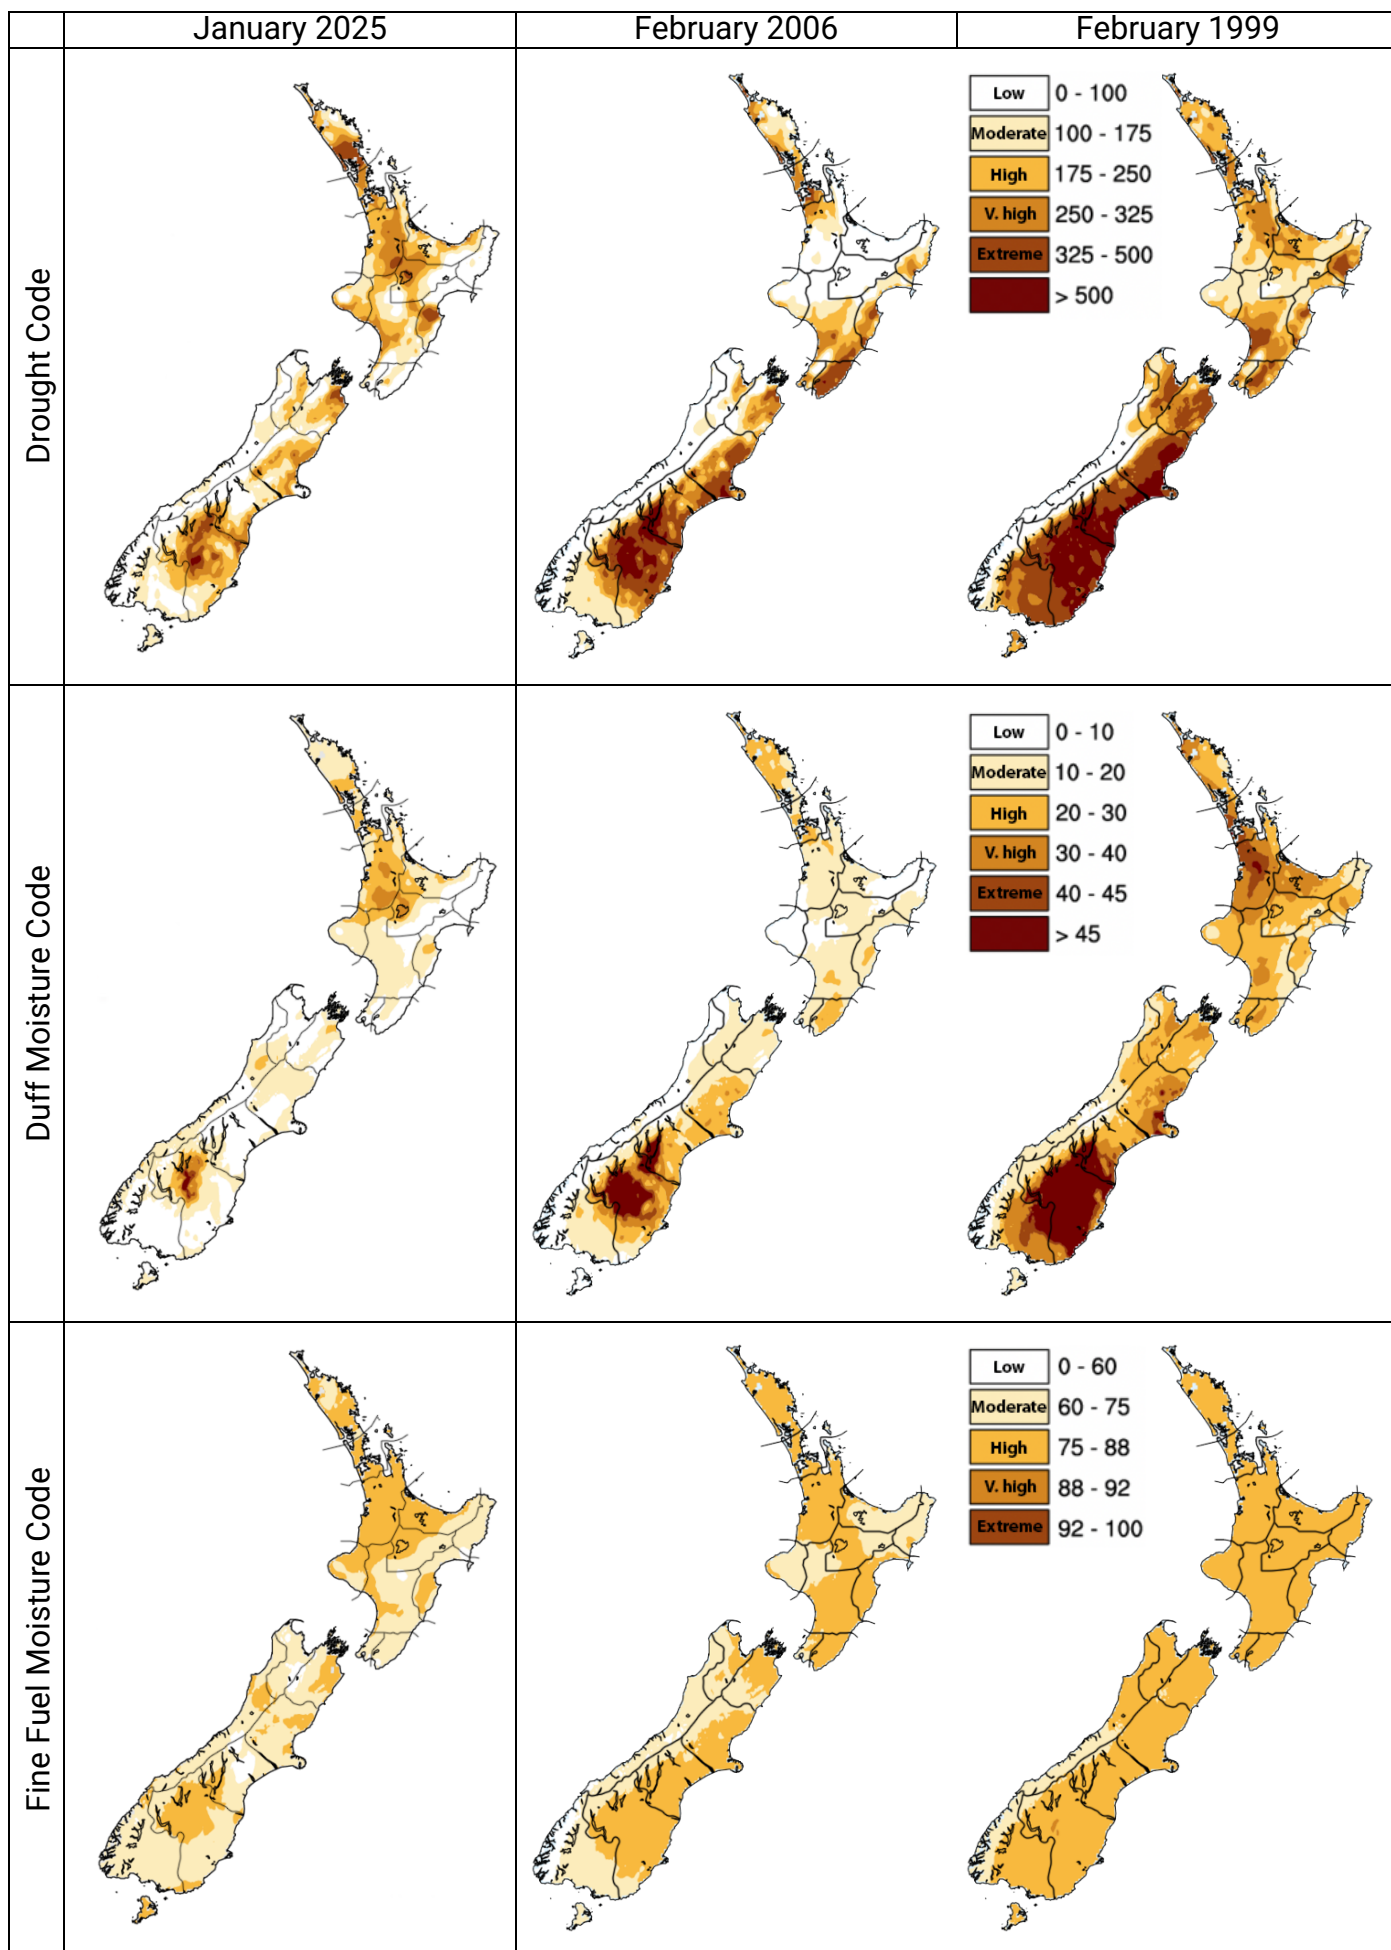 January 2025
February 2006
February 1999
Drought Code
Low 0 - 100
Moderate 100 - 175
High 175 - 250
V. high 250 - 325
Extreme 325 - 500
> 500
Duff Moisture Code
Low 0 - 10
Moderate 10 - 20
High 20 - 30
V. high 30 - 40
Extreme 40 - 45
> 45
Fine Fuel Moisture Code
Low 0 - 60
Moderate 60 - 75
High 75 - 88
V. high 88 - 92
Extreme 92 - 100